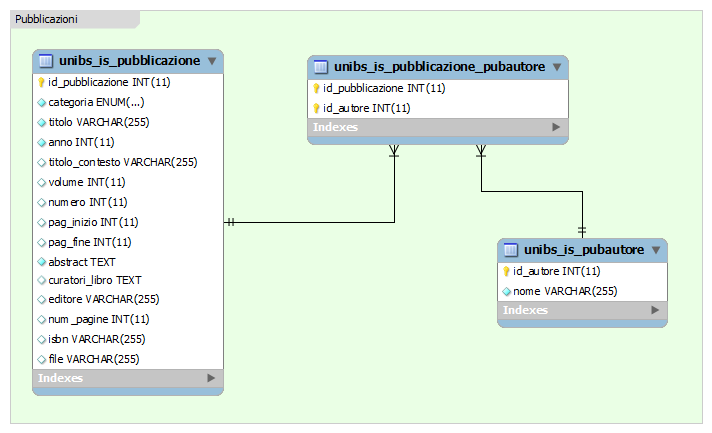 Pubblicazioni
unibs_is_pubblicazione
id_pubblicazione INT(11)
categoria ENUM(...)
titolo VARCHAR(255)
anno INT(11)
titolo_contesto VARCHAR(255)
volume INT(11)
numero INT(11)
pag_inizio INT(11)
pag_fine INT(11)
abstract TEXT
curatori_libro TEXT
editore VARCHAR(255)
num_pagine INT(11)
isbn VARCHAR(255)
file VARCHAR(255)
Indexes
unibs_is_pubblicazione_pubautore
id_pubblicazione INT(11)
id_autore INT(11)
Indexes
unibs_is_pubautore
id_autore INT(11)
nome VARCHAR(255)
Indexes